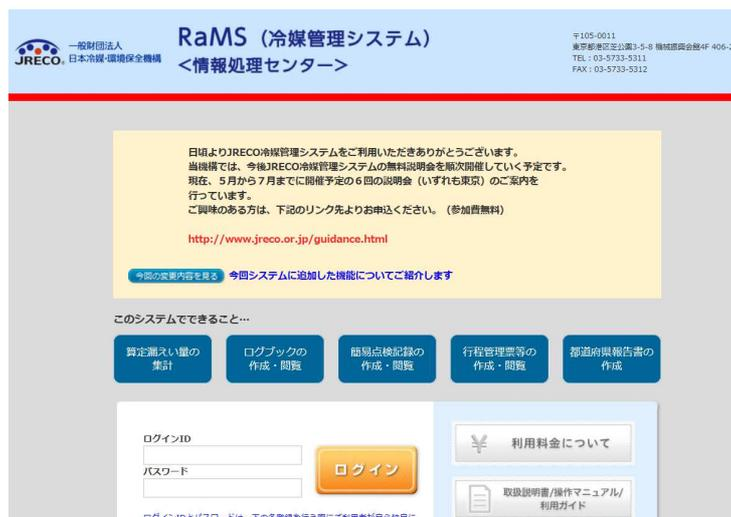 JRECO®
一般財団法人
日本冷媒・環境保全機構
RaMS（冷媒管理システム）
<情報処理センター>
〒105-0011
東京都港区芝公園3-5-8 機械振興会館4F 406-2
TEL：03-5733-5311
FAX：03-5733-5312
日頃よりJRECO冷媒管理システムをご利用いただきありがとうございます。
当機構では、今後JRECO冷媒管理システムの無料説明会を順次開催していく予定です。
現在、５月から７月までに開催予定の６回の説明会（いずれも東京）のご案内を
行っています。
ご興味のある方は、下記のリンク先よりお申込ください。（参加費無料）
http://www.jreco.or.jp/guidance.html
今回の変更内容を見る 今回システムに追加した機能についてご紹介します
このシステムでできること…
算定漏えい量の
集計
ログブックの
作成・閲覧
簡易点検記録の
作成・閲覧
行程管理票等の
作成・閲覧
都道府県報告書の
作成
ログインID
パスワード
ログイン
¥ 利用料金について
取扱説明書/操作マニュアル/
利用ガイド